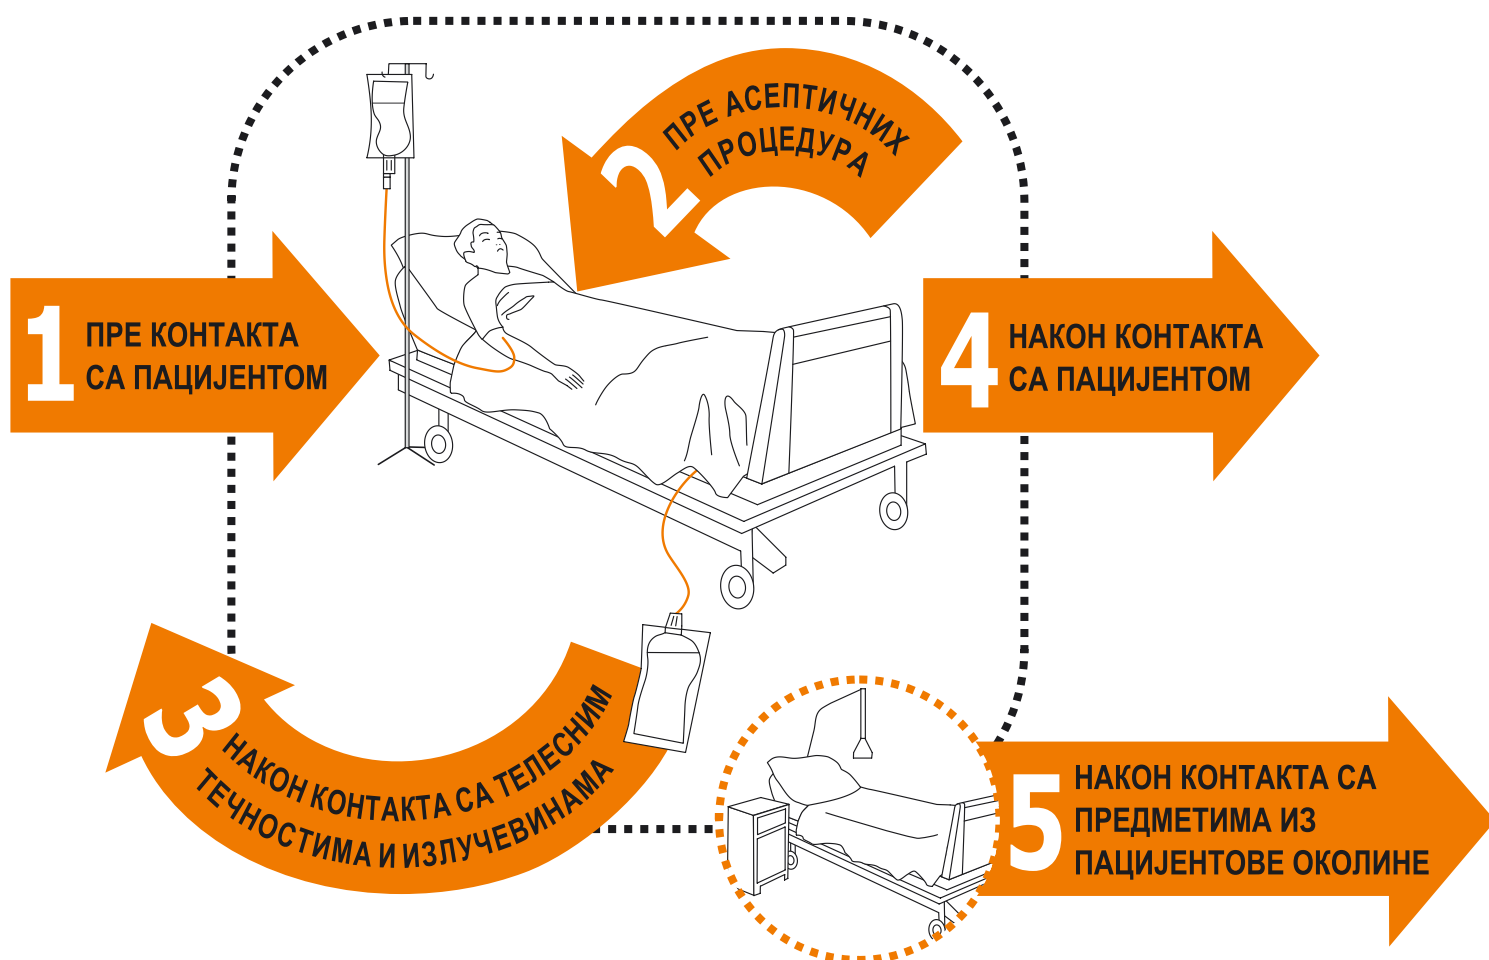 1
ПРЕ КОНТАКТА
СА ПАЦИЈЕНТОМ
2
ПРЕ АСЕПТИЧНИХ
ПРОЦЕДУРА
3
НАКОН КОНТАКТА СА ТЕЛЕСНИМ
ТЕЧНОСТИМА И ИЗЛУЧЕВИНАМА
4
НАКОН КОНТАКТА
СА ПАЦИЈЕНТОМ
5
НАКОН КОНТАКТА СА
ПРЕДМЕТИМА ИЗ
ПАЦИЈЕНТОВЕ ОКОЛИНЕ